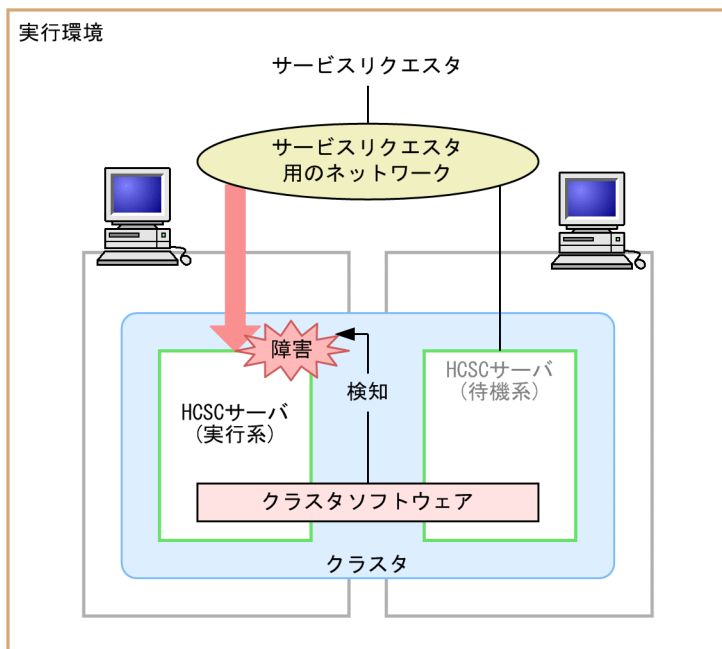 実行環境
サービスリクエスタ
サービスリクエスタ
用のネットワーク
障害
検知
HCSCサーバ
(実行系)
HCSCサーバ
(待機系)
クラスタソフトウェア
クラスタ